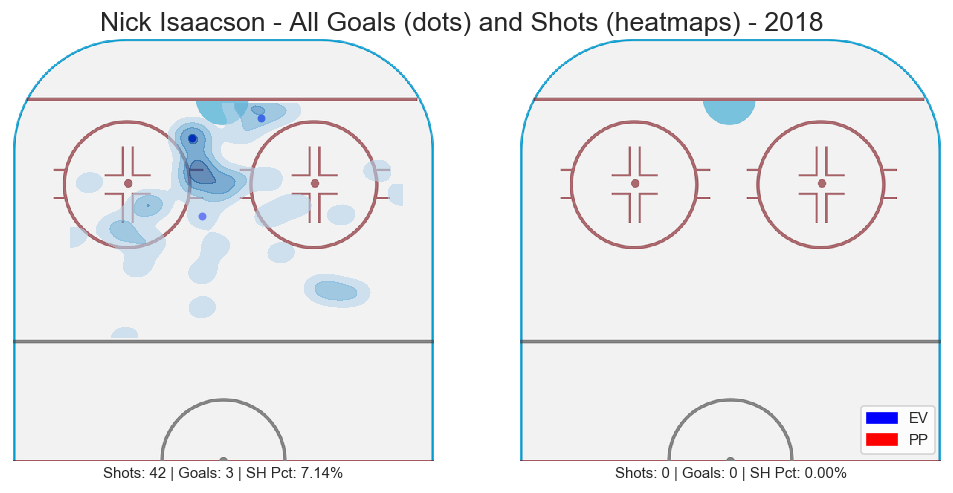 Nick Isaacson - All Goals (dots) and Shots (heatmaps) - 2018
EV
PP
Shots: 42 | Goals: 3 | SH Pct: 7.14%
Shots: 0 | Goals: 0 | SH Pct: 0.00%